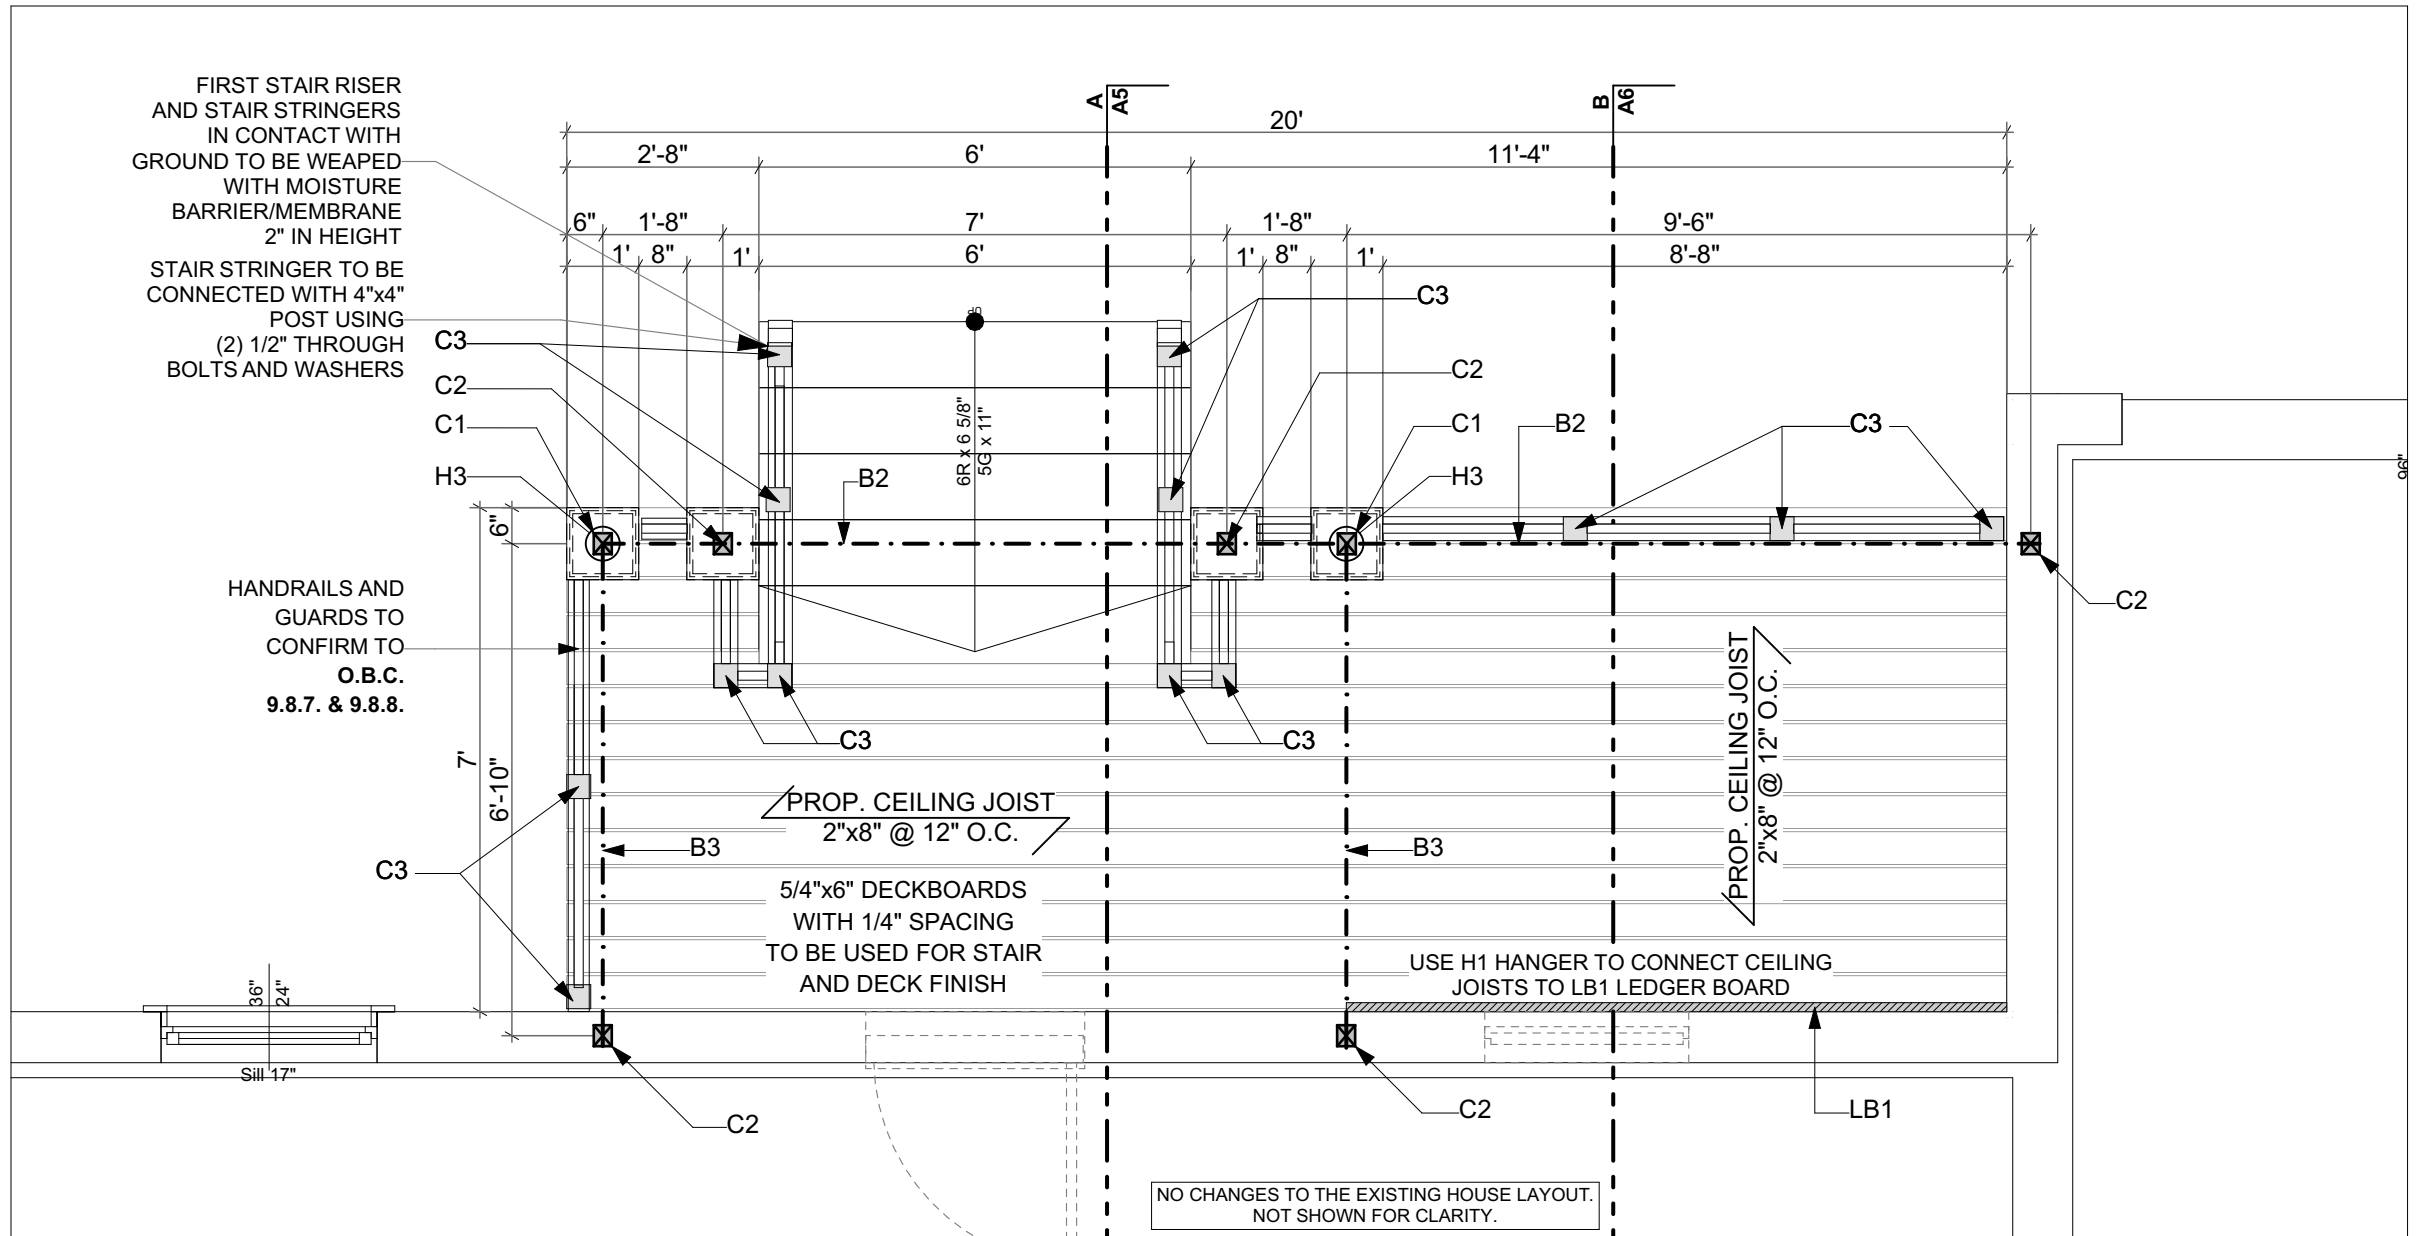 FIRST STAIR RISER
AND STAIR STRINGERS
IN CONTACT WITH
GROUND TO BE WEAPED
WITH MOISTURE
BARRIER/MEMBRANE
2" IN HEIGHT
STAIR STRINGER TO BE
CONNECTED WITH 4"x4"
POST USING
(2) 1/2" THROUGH
BOLTS AND WASHERS
A
A5
B
A6
20'
2'-8"
6'
11'-4"
6"
1'-8"
7'
1'-8"
9'-6"
1'
8"
1'
6'
1'
8"
1'
8'-8"
C3
C2
C1
H3
C3
C2
C1
H3
B2
C3
B2
C2
96"
6R x 6 5/8"
5G x 11"
6"
7'
6'-10"
HANDRAILS AND
GUARDS TO
CONFIRM TO
O.B.C.
9.8.7. & 9.8.8.
C3
C3
C3
PROP. CEILING JOIST
2"x8" @ 12" O.C.
PROP. CEILING JOIST
2"x8" @ 12" O.C.
B3
B3
5/4"x6" DECKBOARDS
WITH 1/4" SPACING
TO BE USED FOR STAIR
AND DECK FINISH
USE H1 HANGER TO CONNECT CEILING
JOISTS TO LB1 LEDGER BOARD
36"
24"
Sill 17"
C2
C2
LB1
NO CHANGES TO THE EXISTING HOUSE LAYOUT.
NOT SHOWN FOR CLARITY.